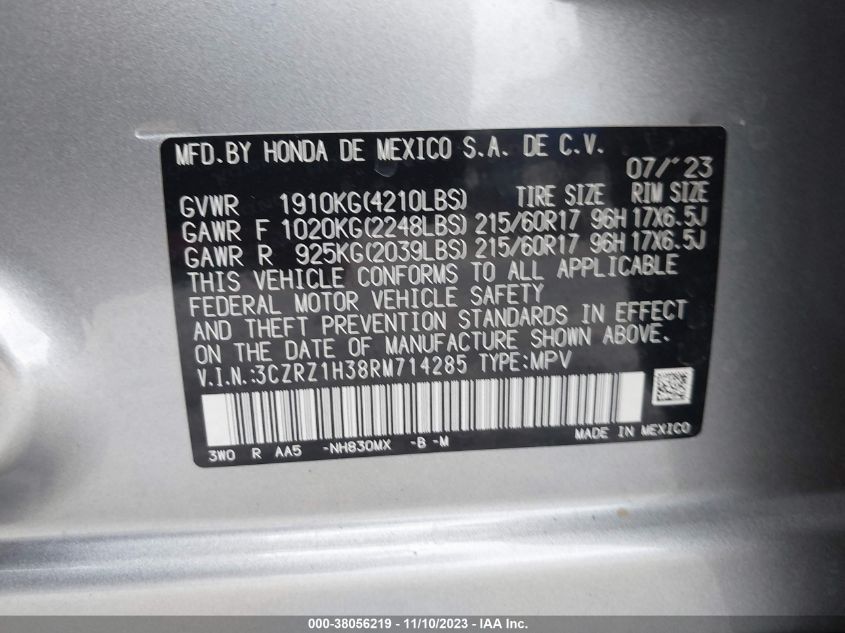 MFD.BY HONDA DE MEXICO S.A. DE C.V.
07/'23
GVWR 1910KG(4210LBS) TIRE SIZE RIM SIZE
GAWR F 1020KG(2248LBS) 215/60R17 96H 17X6.5J
GAWR R 925KG(2039LBS) 215/60R17 96H 17X6.5J
THIS VEHICLE CONFORMS TO ALL APPLICABLE
FEDERAL MOTOR VEHICLE SAFETY
AND THEFT PREVENTION STANDARDS IN EFFECT
ON THE DATE OF MANUFACTURE SHOWN ABOVE.
V.I.N.:3CZRZ1H38RM714285 TYPE:MPV
3W0 R AA5 -NH830MX -B -M MADE IN MEXICO
000-38056219 - 11/10/2023 - IAA Inc.